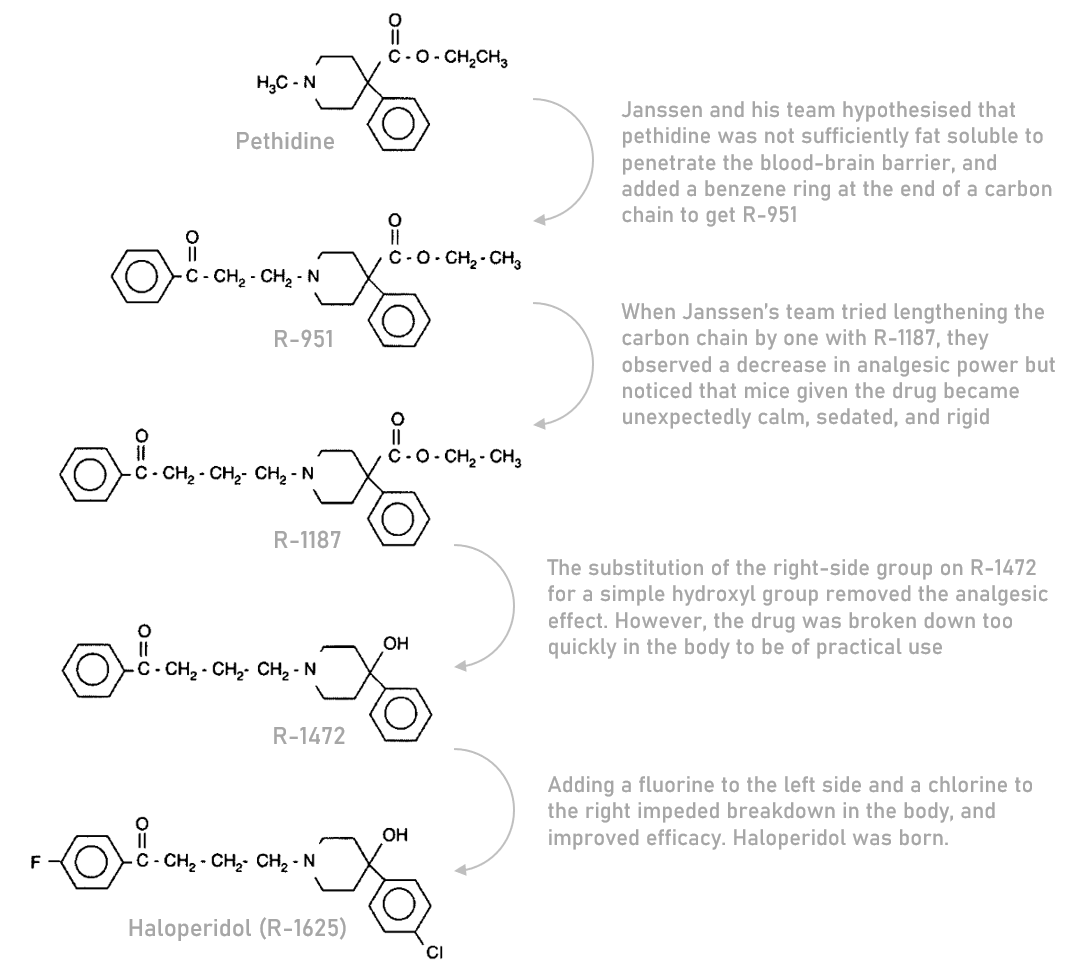 O
C - O - CH₂CH₃
H₃C - N
Pethidine
Janssen and his team hypothesised that
pethidine was not sufficiently fat soluble to
penetrate the blood-brain barrier, and
added a benzene ring at the end of a carbon
chain to get R-951
O
O
C - O - CH₂ - CH₃
C - CH₂ - CH₂ - N
R-951
When Janssen's team tried lengthening the
carbon chain by one with R-1187, they
observed a decrease in analgesic power but
noticed that mice given the drug became
unexpectedly calm, sedated, and rigid
O
O
C - O - CH₂ - CH₃
C - CH₂ - CH₂ - CH₂ - N
R-1187
The substitution of the right-side group on R-1472
for a simple hydroxyl group removed the analgesic
effect. However, the drug was broken down too
quickly in the body to be of practical use
O
OH
C - CH₂ - CH₂ - CH₂ - N
R-1472
Adding a fluorine to the left side and a chlorine to
the right impeded breakdown in the body, and
improved efficacy. Haloperidol was born.
O
OH
F
C - CH₂ - CH₂ - CH₂ - N
Haloperidol (R-1625)
Cl